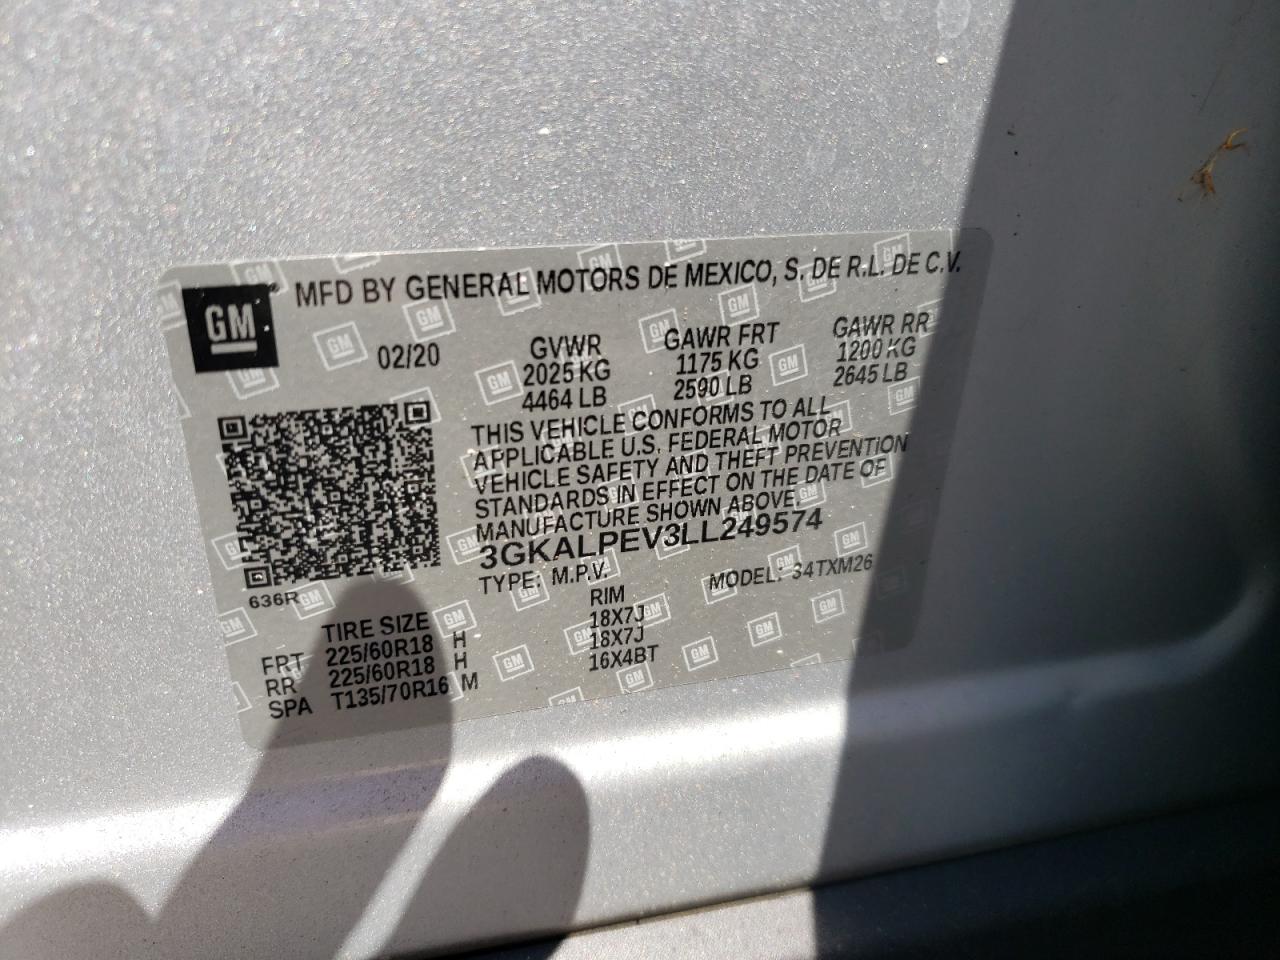 GM
MFD BY GENERAL MOTORS DE MEXICO, S. DE R.L. DE C.V.
02/20
GVWR
2025 KG
4464 LB
GAWR FRT
1175 KG
2590 LB
GAWR RR
1200 KG
2645 LB
THIS VEHICLE CONFORMS TO ALL
APPLICABLE U.S. FEDERAL MOTOR
VEHICLE SAFETY AND THEFT PREVENTION
STANDARDS IN EFFECT ON THE DATE OF
MANUFACTURE SHOWN ABOVE.
3GKALPEV3LL249574
TYPE: M.P.V. MODEL: 34TXM26
636R
TIRE SIZE RIM
FRT 225/60R18 H 18X7J
RR 225/60R18 H 18X7J
SPA T135/70R16 M 16X4BT